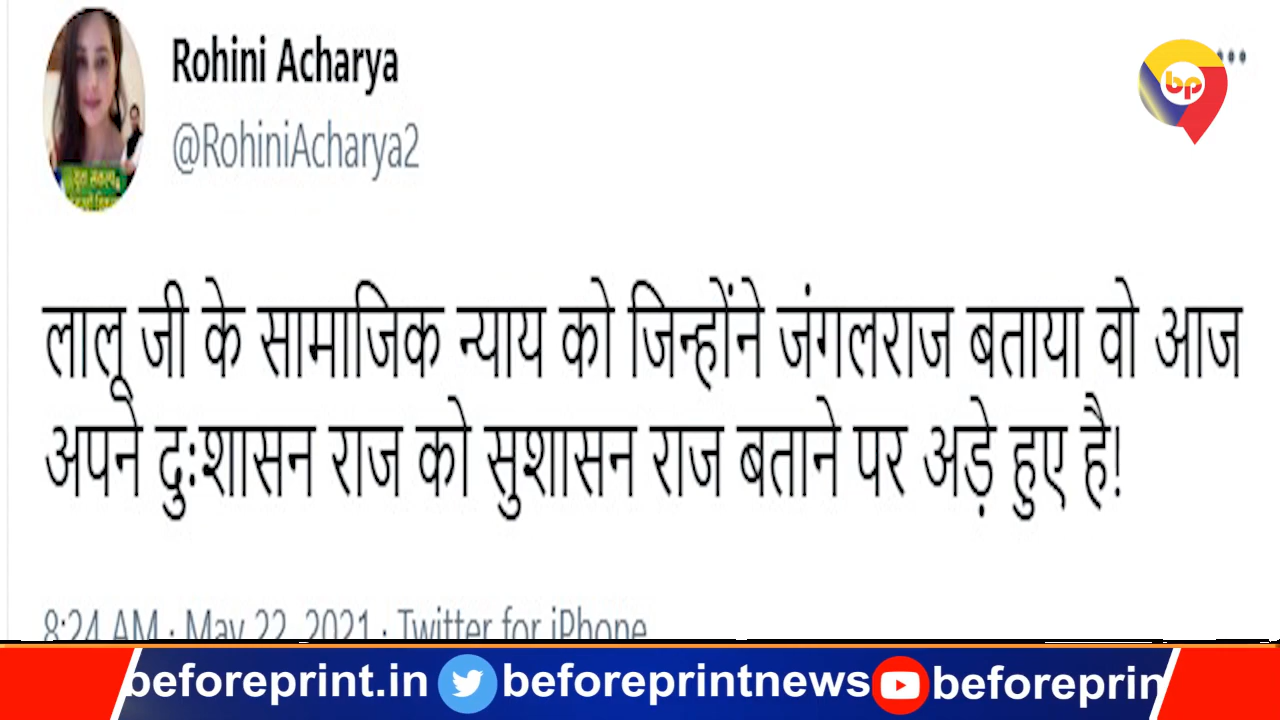 Rohini Acharya
@RohiniAcharya2
bp
लालू जी के सामाजिक न्याय को जिन्होंने जंगलराज बताया वो आज
अपने दुःशासन राज को सुशासन राज बताने पर अड़े हुए है!
8:24 AM · May 22, 2021 · Twitter for iPhone
beforeprint.in beforeprintnews beforeprin